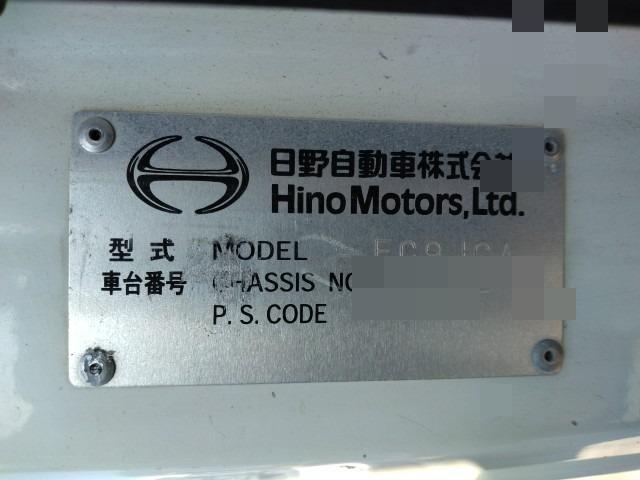 日野自動車株式会
Hino Motors, Ltd.
型式 MODEL
車台番号 CHASSIS NO
P. S. CODE